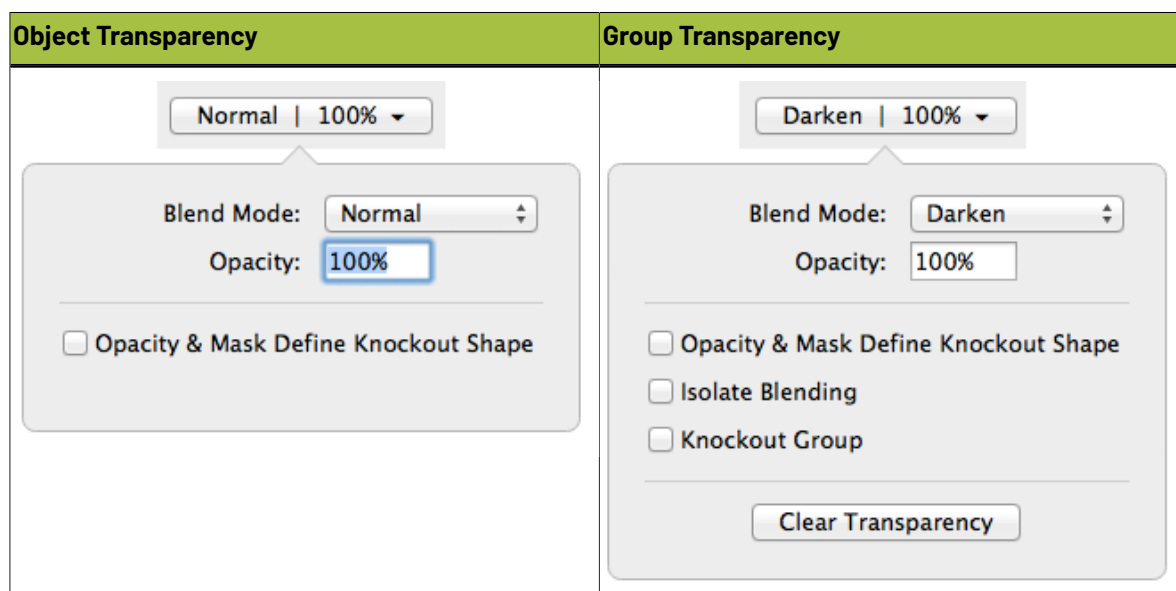 Object Transparency
Normal | 100%
Blend Mode: Normal
Opacity: 100%
Opacity & Mask Define Knockout Shape
Group Transparency
Darken | 100%
Blend Mode: Darken
Opacity: 100%
Opacity & Mask Define Knockout Shape
Isolate Blending
Knockout Group
Clear Transparency